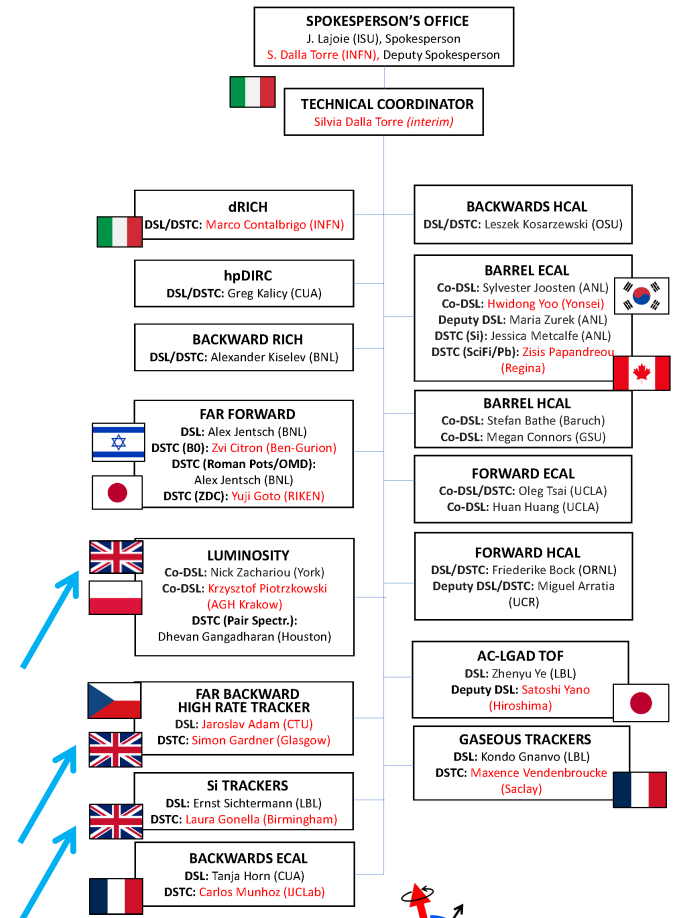 SPOKESPERSON'S OFFICE
J. Lajoie (ISU), Spokesperson
S. Dalla Torre (INFN), Deputy Spokesperson
TECHNICAL COORDINATOR
Silvia Dalla Torre (interim)
dRICH
DSL/DSTC: Marco Contalbrigo (INFN)
hpDIRC
DSL/DSTC: Greg Kalicy (CUA)
BACKWARD RICH
DSL/DSTC: Alexander Kiselev (BNL)
FAR FORWARD
DSL: Alex Jentsch (BNL)
DSTC (B0): Zvi Citron (Ben-Gurion)
DSTC (Roman Pots/OMD):
Alex Jentsch (BNL)
DSTC (ZDC): Yuji Goto (RIKEN)
LUMINOSITY
Co-DSL: Nick Zachariou (York)
Co-DSL: Krzysztof Piotrzkowski
(AGH Krakow)
DSTC (Pair Spectr.):
Dhevan Gangadharan (Houston)
FAR BACKWARD
HIGH RATE TRACKER
DSL: Jaroslav Adam (CTU)
DSTC: Simon Gardner (Glasgow)
Si TRACKERS
DSL: Ernst Sichtermann (LBL)
DSTC: Laura Gonella (Birmingham)
BACKWARDS ECAL
DSL: Tanja Horn (CUA)
DSTC: Carlos Munhoz (IJCLab)
BACKWARDS HCAL
DSL/DSTC: Leszek Kosarzewski (OSU)
BARREL ECAL
Co-DSL: Sylvester Joosten (ANL)
Co-DSL: Hwidong Yoo (Yonsei)
Deputy DSL: Maria Zurek (ANL)
DSTC (Si): Jessica Metcalfe (ANL)
DSTC (SciFi/Pb): Zisis Papandreou
(Regina)
BARREL HCAL
Co-DSL: Stefan Bathe (Baruch)
Co-DSL: Megan Connors (GSU)
FORWARD ECAL
Co-DSL/DSTC: Oleg Tsai (UCLA)
Co-DSL: Huan Huang (UCLA)
FORWARD HCAL
DSL/DSTC: Friederike Bock (ORNL)
Deputy DSL/DSTC: Miguel Arratia
(UCR)
AC-LGAD TOF
DSL: Zhenyu Ye (LBL)
Deputy DSL: Satoshi Yano
(Hiroshima)
GASEOUS TRACKERS
DSL: Kondo Gnanvo (LBL)
DSTC: Maxence Vendenbroucke
(Saclay)